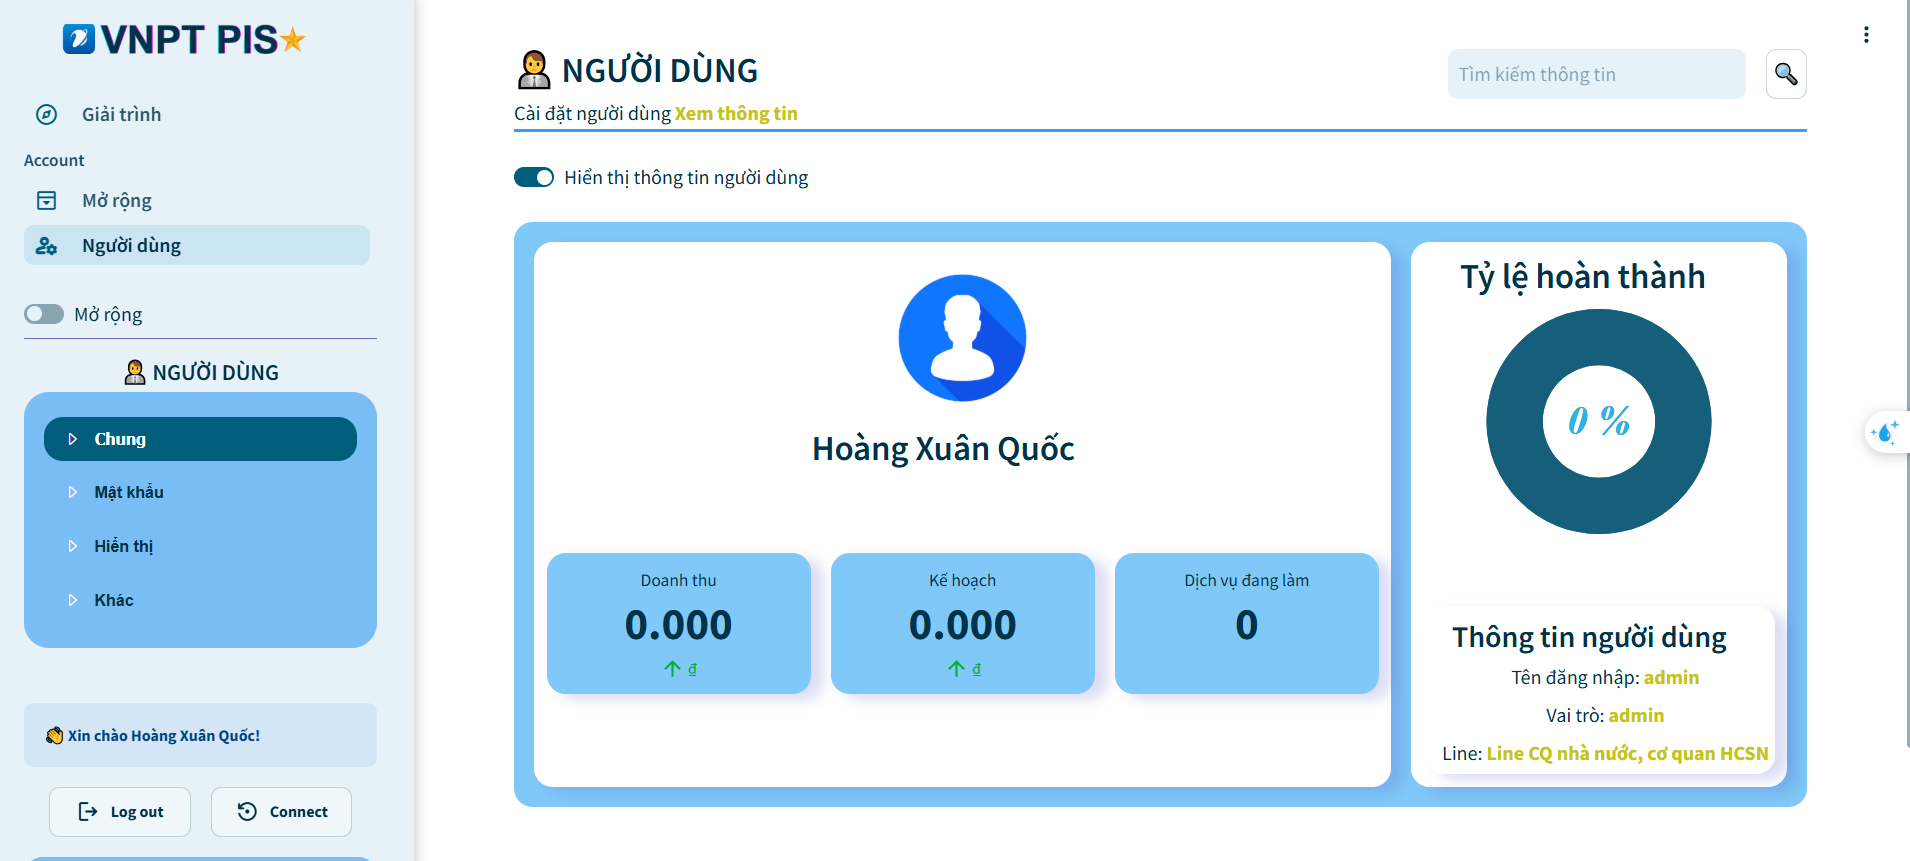 VNPT PIS
Giải trình
Account
Mở rộng
Người dùng
Mở rộng
NGƯỜI DÙNG
Chung
Mật khẩu
Hiển thị
Khác
Xin chào Hoàng Xuân Quốc!
Log out
Connect
NGƯỜI DÙNG
Cài đặt người dùng Xem thông tin
Tìm kiếm thông tin
Hiển thị thông tin người dùng
Hoàng Xuân Quốc
Doanh thu
0.000
₫
Kế hoạch
0.000
₫
Dịch vụ đang làm
0
Tỷ lệ hoàn thành
0 %
Thông tin người dùng
Tên đăng nhập: admin
Vai trò: admin
Line: Line CQ nhà nước, cơ quan HCSN